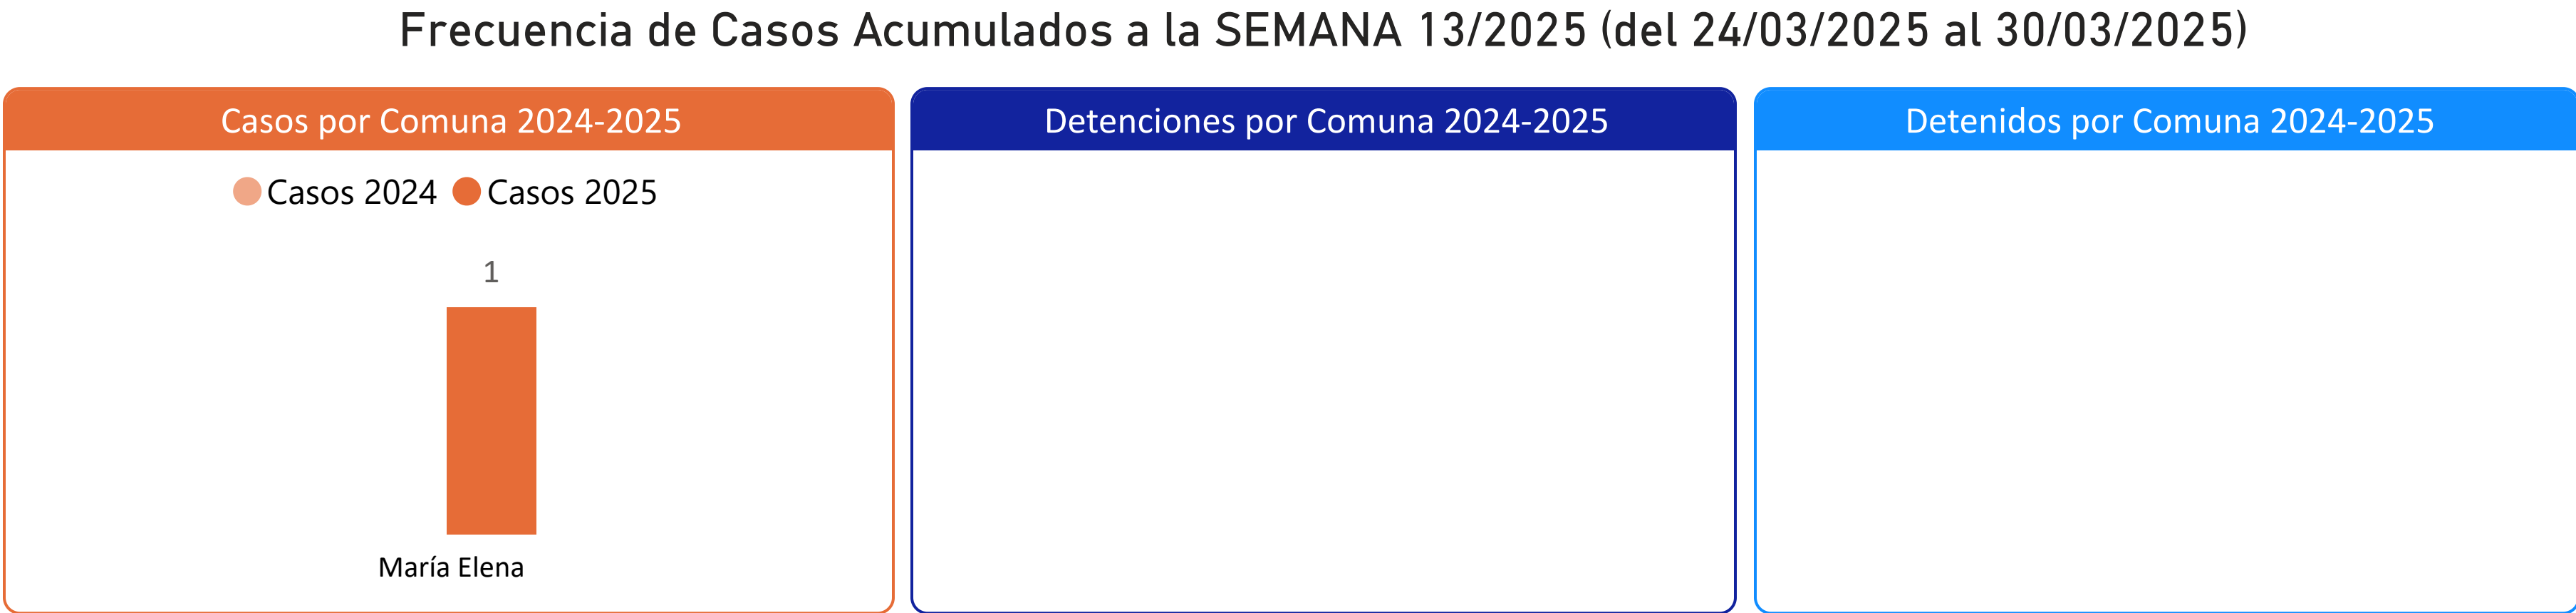 Frecuencia de Casos Acumulados a la SEMANA 13/2025 (del 24/03/2025 al 30/03/2025)
Casos por Comuna 2024-2025
Casos 2024 Casos 2025
1
María Elena
Detenciones por Comuna 2024-2025
Detenidos por Comuna 2024-2025